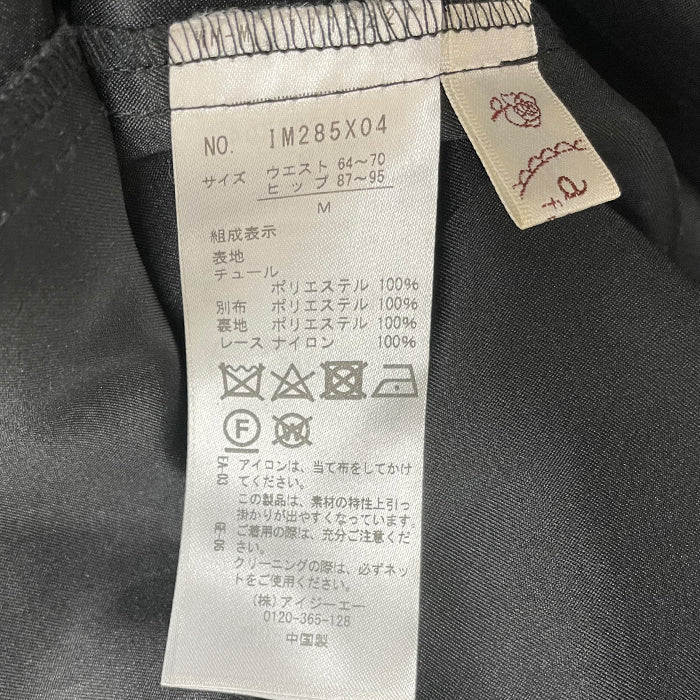 NO. IM285X04
サイズ ウエスト 64～70
ヒップ 87～95
M
組成表示
表地
チュール
ポリエステル 100%
別布 ポリエステル 100%
裏地 ポリエステル 100%
レース ナイロン 100%
F
W
EA-03
アイロンは、当て布をしてかけ
てください。
この製品は、素材の特性上引っ
掛かりが出やすくなっています。
ご着用の際は、充分ご注意くだ
さい。
クリーニングの際は、必ずネッ
トをご使用ください。
(株)アイジーエー
0120-365-128
中国製